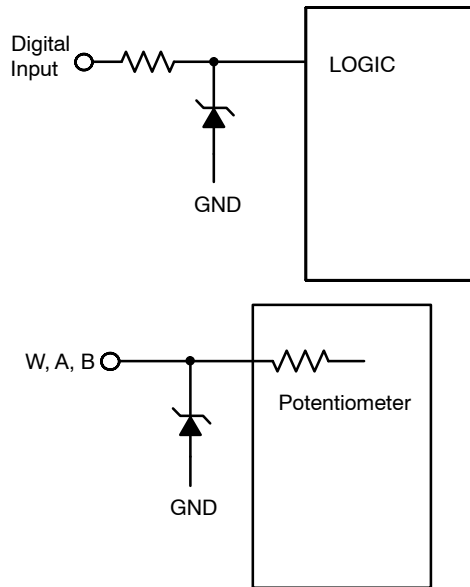 Digital
Input
LOGIC
GND
W, A, B
Potentiometer
GND